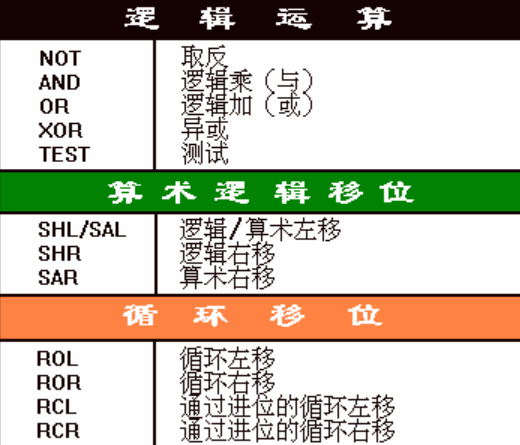 逻辑运算
NOT 取反
AND 逻辑乘（与）
OR 逻辑加（或）
XOR 异或
TEST 测试
算术逻辑移位
SHL/SAL 逻辑/算术左移
SHR 逻辑右移
SAR 算术右移
循环移位
ROL 循环左移
ROR 循环右移
RCL 通过进位的循环左移
RCR 通过进位的循环右移